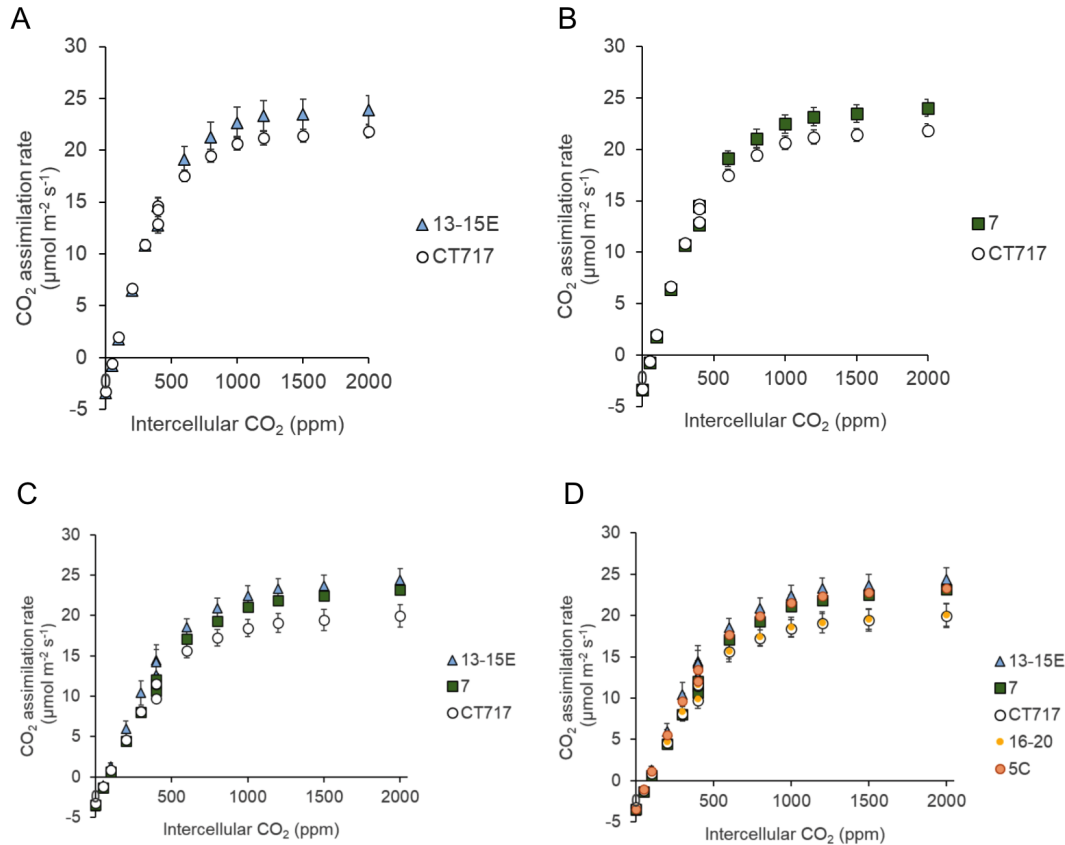 A
30
25
20
15
10
5
0
-5
CO₂ assimilation rate
(µmol m⁻² s⁻¹)
0
500
1000
1500
2000
Intercellular CO₂ (ppm)
13-15E
CT717
B
30
25
20
15
10
5
0
-5
CO₂ assimilation rate
(µmol m⁻² s⁻¹)
0
500
1000
1500
2000
Intercellular CO₂ (ppm)
7
CT717
C
30
25
20
15
10
5
0
-5
CO₂ assimilation rate
(µmol m⁻² s⁻¹)
0
500
1000
1500
2000
Intercellular CO₂ (ppm)
13-15E
7
CT717
D
30
25
20
15
10
5
0
-5
CO₂ assimilation rate
(µmol m⁻² s⁻¹)
0
500
1000
1500
2000
Intercellular CO₂ (ppm)
13-15E
7
CT717
16-20
5C